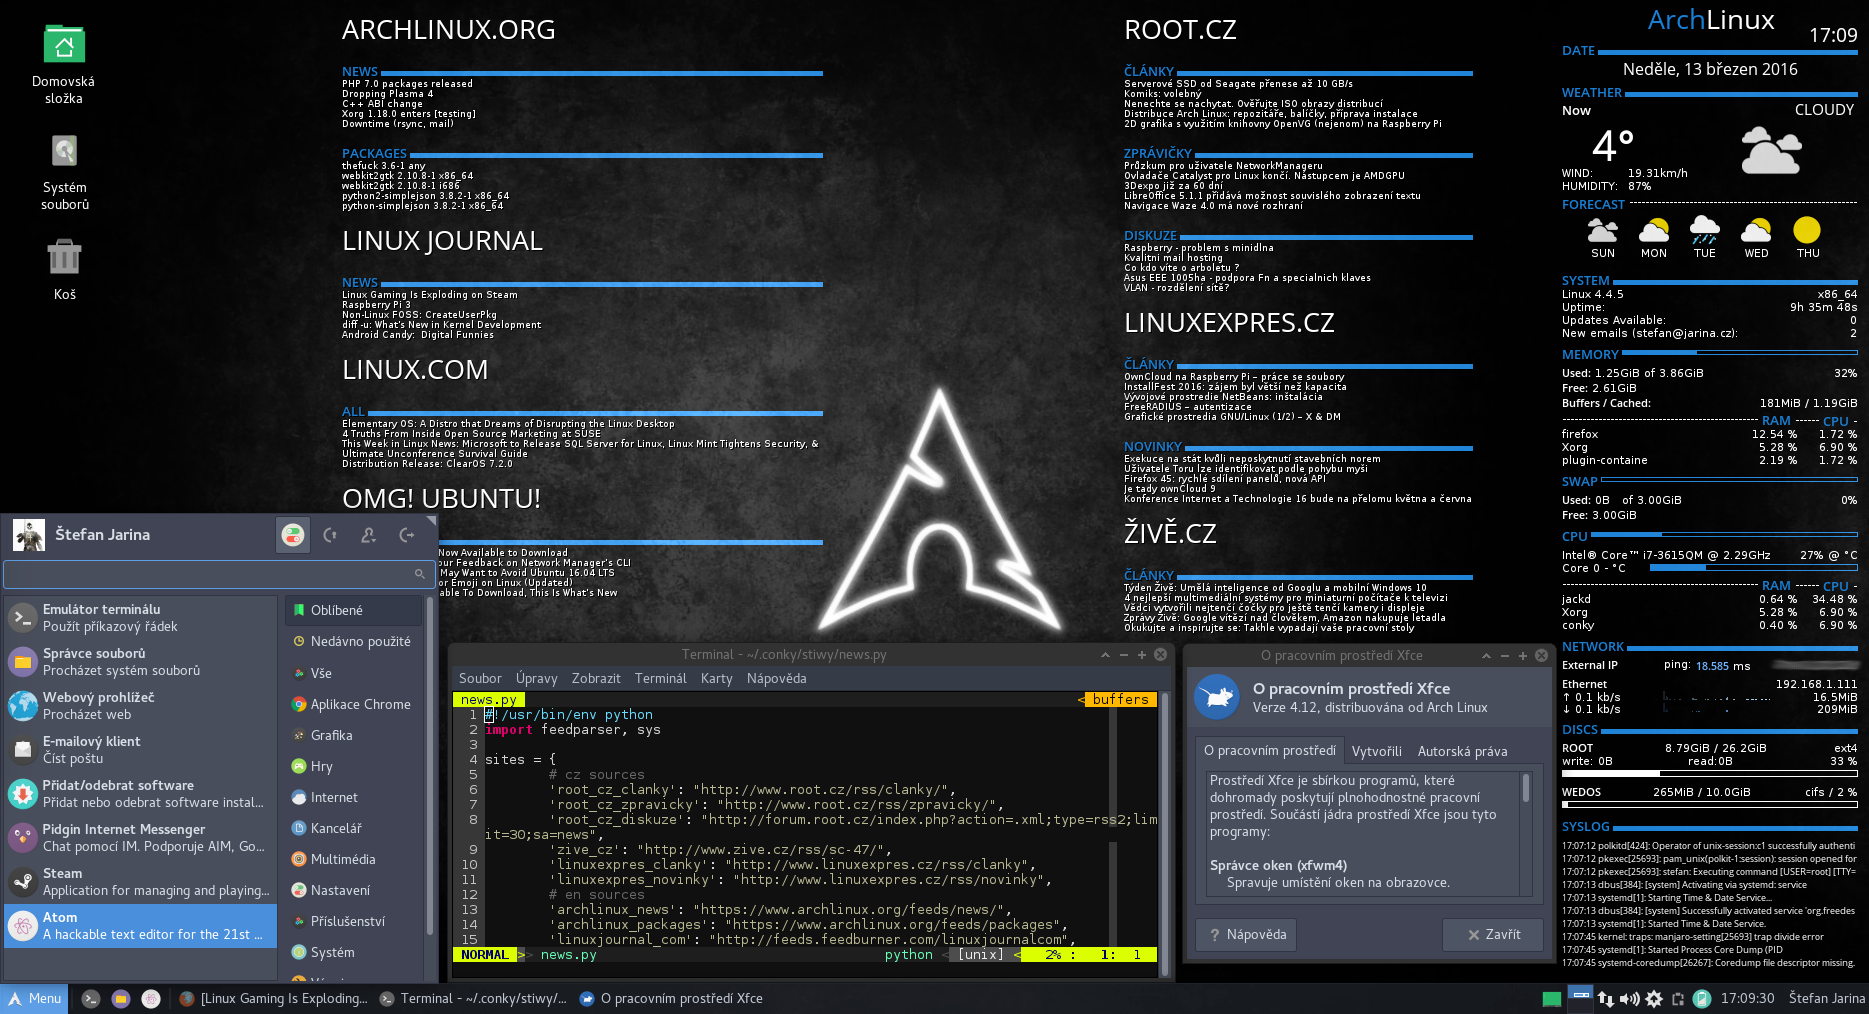 Domovská
složka
Systém
souborů
Koš
ARCHLINUX.ORG
NEWS
PHP 7.0 packages released
Dropping Plasma 4
C++ ABI change
Xorg 1.18.0 enters [testing]
Downtime (rsync, mail)
PACKAGES
thefuck 3.6-1 any
webkit2gtk 2.10.8-1 x86_64
webkit2gtk 2.10.8-1 i686
python2-simplejson 3.8.2-1 x86_64
python-simplejson 3.8.2-1 x86_64
LINUX JOURNAL
NEWS
Linux Gaming Is Exploding on Steam
Raspberry Pi 3
Non-Linux FOSS: CreateUserPkg
diff -u: What's New in Kernel Development
Android Candy:  Digital Funnies
LINUX.COM
ALL
Elementary OS: A Distro that Dreams of Disrupting the Linux Desktop
4 Truths From Inside Open Source Marketing at SUSE
This Week in Linux News: Microsoft to Release SQL Server for Linux, Linux Mint Tightens Security, &
Ultimate Unconference Survival Guide
Distribution Release: ClearOS 7.2.0
OMG! UBUNTU!
Now Available to Download
our Feedback on Network Manager's CLI
May Want to Avoid Ubuntu 16.04 LTS
or Emoji on Linux (Updated)
able To Download, This Is What's New
ROOT.CZ
ČLÁNKY
Serverové SSD od Seagate přenese až 10 GB/s
Komiks: volebný
Nenechte se nachytat. Ověřujte ISO obrazy distribucí
Distribuce Arch Linux: repozitáře, balíčky, příprava instalace
2D grafika s využitím knihovny OpenVG (nejenom) na Raspberry Pi
ZPRÁVIČKY
Průzkum pro uživatele NetworkManageru
Ovladače Catalyst pro Linux končí. Nástupcem je AMDGPU
3Dexpo již za 60 dní
LibreOffice 5.1.1 přidává možnost souvislého zobrazení textu
Navigace Waze 4.0 má nové rozhraní
DISKUZE
Raspberry - problem s minidlna
Kvalitni mail hosting
Co kdo víte o arboletu ?
Asus EEE 1005ha - podpora Fn a specialnich klaves
VLAN - rozdělení sítě?
LINUXEXPRES.CZ
ČLÁNKY
OwnCloud na Raspberry Pi – práce se soubory
InstallFest 2016: zájem byl větší než kapacita
Vývojové prostredie NetBeans: inštalácia
FreeRADIUS – autentizace
Grafické prostredia GNU/Linux (1/2) – X & DM
NOVINKY
Exekuce na stát kvůli neposkytnutí stavebních norem
Uživatele Toru lze identifikovat podle pohybu myši
Firefox 45: rychlé sdílení panelů, nová API
Je tady ownCloud 9
Konference Internet a Technologie 16 bude na přelomu května a června
ŽIVĚ.CZ
ČLÁNKY
Týden Živě: Umělá inteligence od Googlu a mobilní Windows 10
4 nejlepší multimediální k systémy pro miniaturní počítače k televizi
Vědci vytvořili nejtenčí čočky pro ještě tenčí kamery i displeje
Zprávy Živě: Google vítězí nad člověkem, Amazon nakupuje letadla
Okukujte a inspirujte se: Takhle vypadají vaše pracovní stoly
ArchLinux
17:09
DATE
Neděle, 13 březen 2016
WEATHER
Now CLOUDY
4°
WIND: 19.31km/h
HUMIDITY: 87%
FORECAST
SUN MON TUE WED THU
SYSTEM
Linux 4.4.5 x86_64
Uptime: 9h 35m 48s
Updates Available: 0
New emails (stefan@jarina.cz): 2
MEMORY
Used: 1.25GiB of 3.86GiB 32%
Free: 2.61GiB
Buffers / Cached: 181MiB / 1.19GiB
RAM ------ CPU -
firefox 12.54 % 1.72 %
Xorg 5.28 % 6.90 %
plugin-containe 2.19 % 1.72 %
SWAP
Used: 0B of 3.00GiB 0%
Free: 3.00GiB
CPU
Intel® Core™ i7-3615QM @ 2.29GHz 27% @ °C
Core 0 - °C
RAM ------ CPU -
jackd 0.64 % 34.48 %
Xorg 5.28 % 6.90 %
conky 0.40 % 6.90 %
NETWORK
External IP ping: 18.585 ms
Ethernet 192.168.1.111
↑ 0.1 kb/s 16.5MiB
↓ 0.1 kb/s 209MiB
DISCS
ROOT 8.79GiB / 26.2GiB ext4
write: 0B read:0B 33 %
WEDOS 265MiB / 10.0GiB cifs / 2 %
SYSLOG
17:07:12 polkitd[424]: Operator of unix-session:c1 successfully authenti
17:07:12 pkexec[25693]: pam_unix(polkit-1:session): session opened for
17:07:12 pkexec[25693]: stefan: Executing command [USER=root] [TTY=
17:07:13 dbus[384]: [system] Activating via systemd: service
17:07:13 systemd[1]: Starting Time & Date Service...
17:07:13 dbus[384]: [system] Successfully activated service 'org.freedes
17:07:13 systemd[1]: Started Time & Date Service.
17:07:45 kernel: traps: manjaro-setting[25693] trap divide error
17:07:45 systemd[1]: Started Process Core Dump (PID
17:07:45 systemd-coredump[26267]: Coredump file descriptor missing.
Štefan Jarina
Emulátor terminálu
Použít příkazový řádek
Správce souborů
Procházet systém souborů
Webový prohlížeč
Procházet web
E-mailový klient
Číst poštu
Přidat/odebrat software
Přidat nebo odebrat software instal...
Pidgin Internet Messenger
Chat pomocí IM. Podporuje AIM, Go...
Steam
Application for managing and playing...
Atom
A hackable text editor for the 21st ...
Oblíbené
Nedávno použité
Vše
Aplikace Chrome
Grafika
Hry
Internet
Kancelář
Multimédia
Nastavení
Příslušenství
Systém
Terminal - ~/.conky/stiwy/news.py
Soubor Úpravy Zobrazit Terminál Karty Nápověda
news.py < buffers
1 #!/usr/bin/env python
2 import feedparser, sys
3
4 sites = {
5 # cz sources
6 'root_cz_clanky': "http://www.root.cz/rss/clanky/",
7 'root_cz_zpravicky': "http://www.root.cz/rss/zpravicky/",
8 'root_cz_diskuze': "http://forum.root.cz/index.php?action=.xml;type=rss2;lim
it=30;sa=news",
9 'zive_cz': "http://www.zive.cz/rss/sc-47/",
10 'linuxexpres_clanky': "http://www.linuxexpres.cz/rss/clanky",
11 'linuxexpres_novinky': "http://www.linuxexpres.cz/rss/novinky",
12 # en sources
13 'archlinux_news': "https://www.archlinux.org/feeds/news/",
14 'archlinux_packages': "https://www.archlinux.org/feeds/packages",
15 'linuxjournal_com': "http://feeds.feedburner.com/linuxjournalcom",
NORMAL >> news.py python < [unix] < 2% : 1: 1
O pracovním prostředí Xfce
O pracovním prostředí Xfce
Verze 4.12, distribuována od Arch Linux
O pracovním prostředí Vytvořili Autorská práva
Prostředí Xfce je sbírkou programů, které
dohromady poskytují plnohodnostné pracovní
prostředí. Součástí jádra prostředí Xfce jsou tyto
programy:
Správce oken (xfwm4)
Spravuje umístění oken na obrazovce.
? Nápověda
Zavřít
Menu
[Linux Gaming Is Exploding...
Terminal - ~/.conky/stiwy/...
O pracovním prostředí Xfce
17:09:30 Štefan Jarina